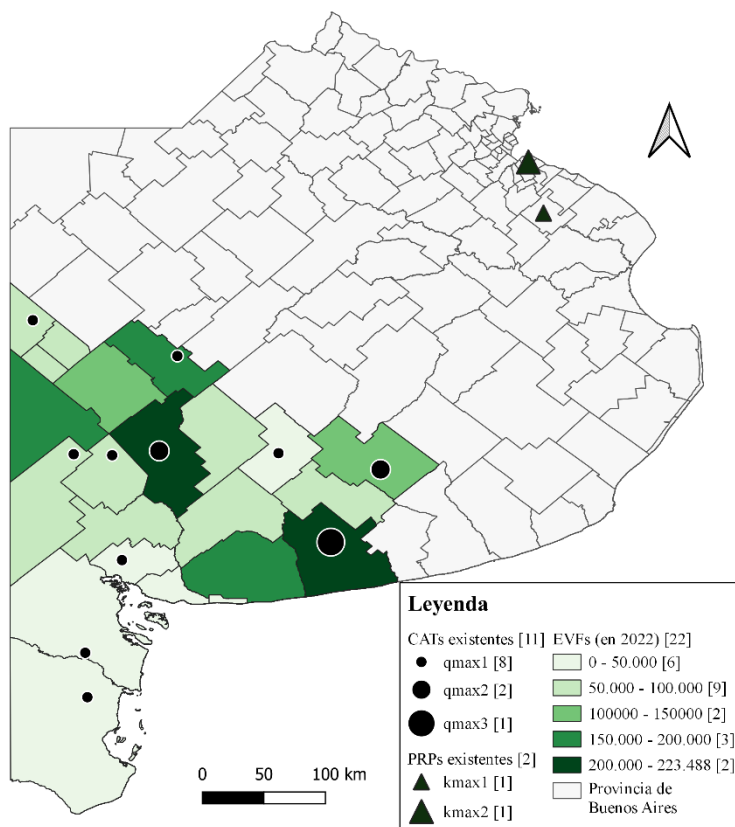 Leyenda
CATs existentes [11]
qmax1 [8]
qmax2 [2]
qmax3 [1]
PRPs existentes [2]
kmax1 [1]
kmax2 [1]
EVFs (en 2022) [22]
0 - 50.000 [6]
50.000 - 100.000 [9]
100000 - 150000 [2]
150.000 - 200.000 [3]
200.000 - 223.488 [2]
Provincia de
Buenos Aires
0 50 100 km